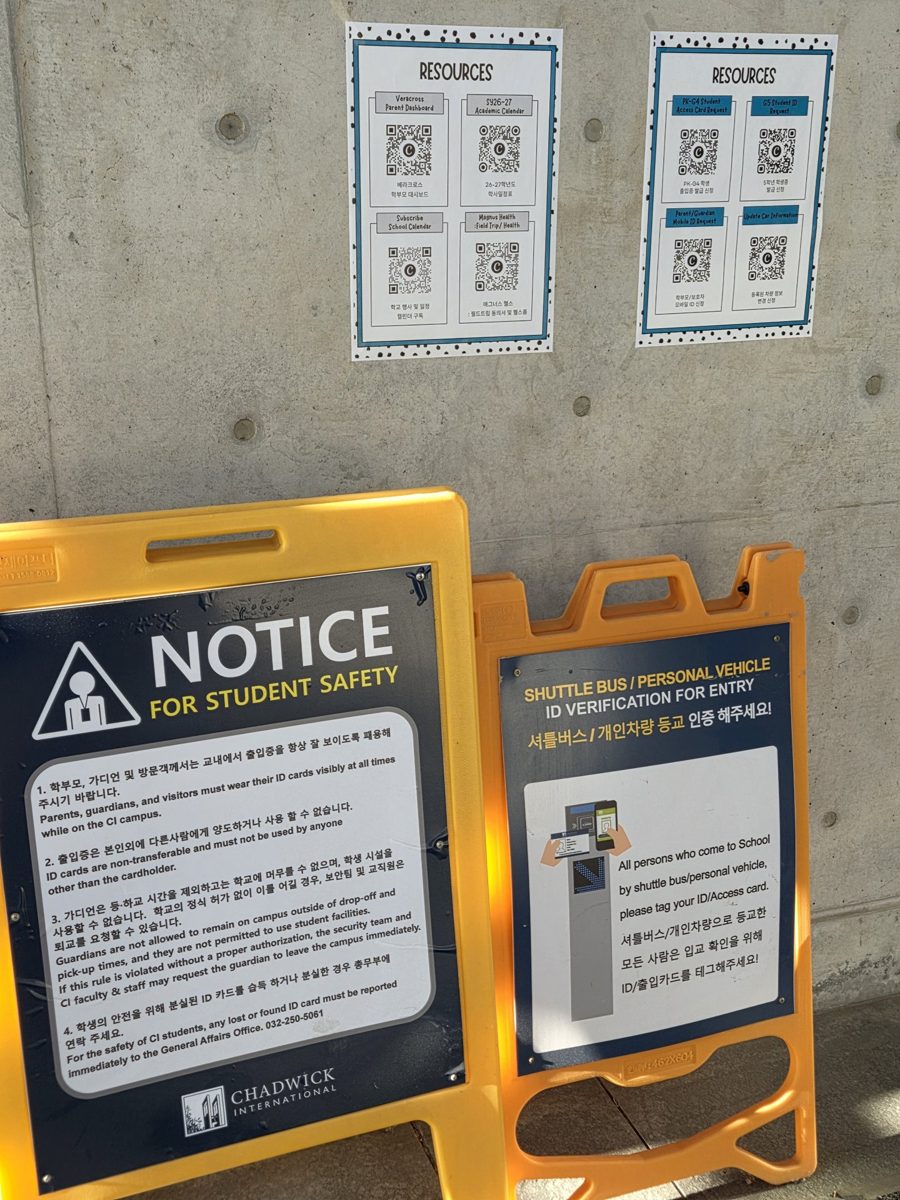 RESOURCES
Veracross
Parent Dashboard
베라크로스
학부모 대시보드
SY26-27
Academic Calendar
26-27학년도
학사일정표
Subscribe
School Calendar
학교 행사 및 일정
캘린더 구독
Magnus Health
:Field Trip/ Health
매그너스 헬스
: 필드트립 동의서 및 헬스폼
RESOURCES
PK-G4 Student
Access Card Request
PK-G4 학생
출입증 발급 신청
G5 Student ID
Request
5학년 학생증
발급 신청
Parent/Guardian
Mobile ID Request
학부모/보호자
모바일 ID 신청
Update Car Information
등록된 차량 정보
변경 신청
NOTICE
FOR STUDENT SAFETY
1. 학부모, 가디언 및 방문객께서는 교내에서 출입증을 항상 잘 보이도록 패용해
주시기 바랍니다.
Parents, guardians, and visitors must wear their ID cards visibly at all times
while on the CI campus.
2. 출입증은 본인외에 다른사람에게 양도하거나 사용 할 수 없습니다.
ID cards are non-transferable and must not be used by anyone
other than the cardholder.
3. 가디언은 등·하교 시간을 제외하고는 학교에 머무를 수 없으며, 학생 시설을
사용할 수 없습니다. 학교의 정식 허가 없이 이를 어길 경우, 보안팀 및 교직원은
퇴교를 요청할 수 있습니다.
Guardians are not allowed to remain on campus outside of drop-off and
pick-up times, and they are not permitted to use student facilities.
If this rule is violated without a proper authorization, the security team and
CI faculty & staff may request the guardian to leave the campus immediately.
4. 학생의 안전을 위해 분실된 ID 카드를 습득 하거나 분실한 경우 총무부에
연락 주세요.
For the safety of CI students, any lost or found ID card must be reported
immediately to the General Affairs Office. 032-250-5061
CHADWICK
INTERNATIONAL
SHUTTLE BUS / PERSONAL VEHICLE
ID VERIFICATION FOR ENTRY
셔틀버스 / 개인차량 등교 인증 해주세요!
All persons who come to School
by shuttle bus/personal vehicle,
please tag your ID/Access card.
셔틀버스/개인차량으로 등교한
모든 사람은 입교 확인을 위해
ID/출입카드를 테그해주세요!